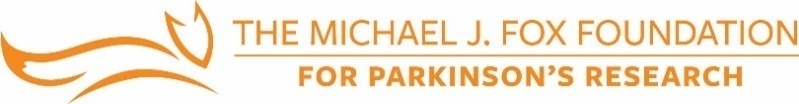 THE MICHAEL J. FOX FOUNDATION
FOR PARKINSON'S RESEARCH